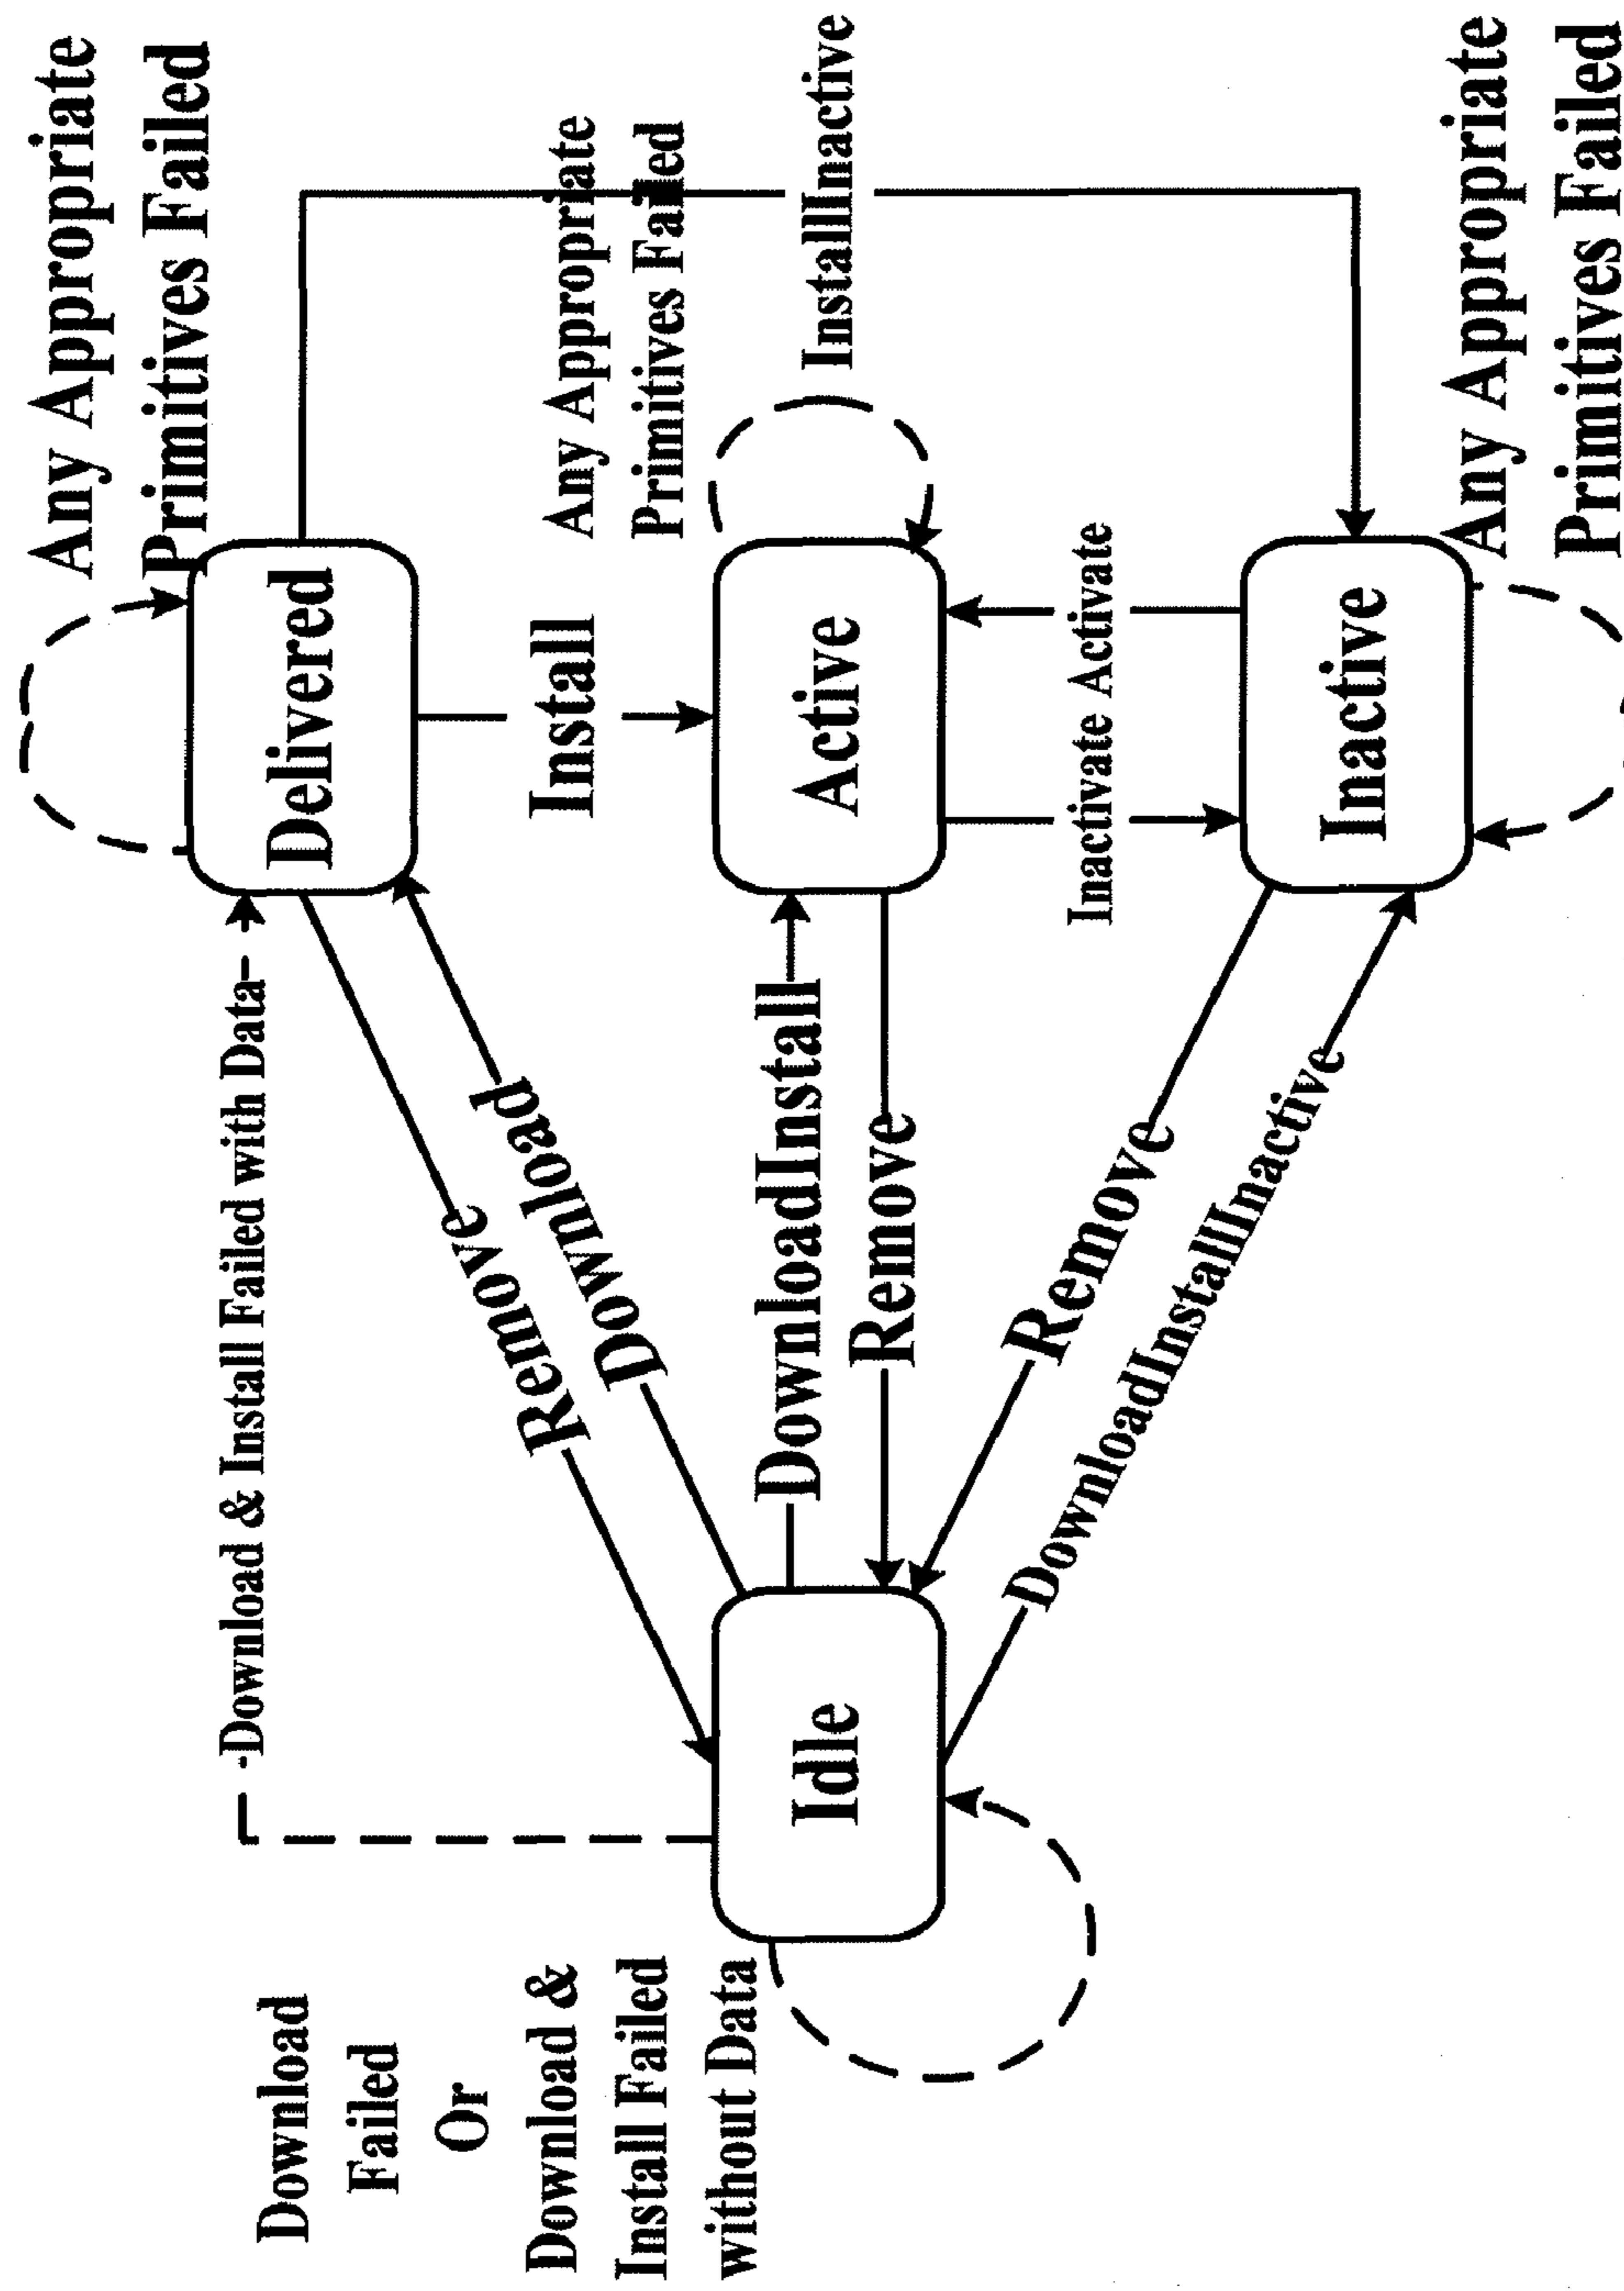 Download
Failed
Or
Download &
Install Failed
without Data
Download & Install Failed with Data
Any Appropriate
Primitives Failed
Delivered
Remove
Download
Install
Any Appropriate
Primitives Failed
Idle
DownloadInstall
Active
Remove
InstallInactive
Inactivate Activate
Remove
DownloadInstallInactive
Inactive
Any Appropriate
Primitives Failed